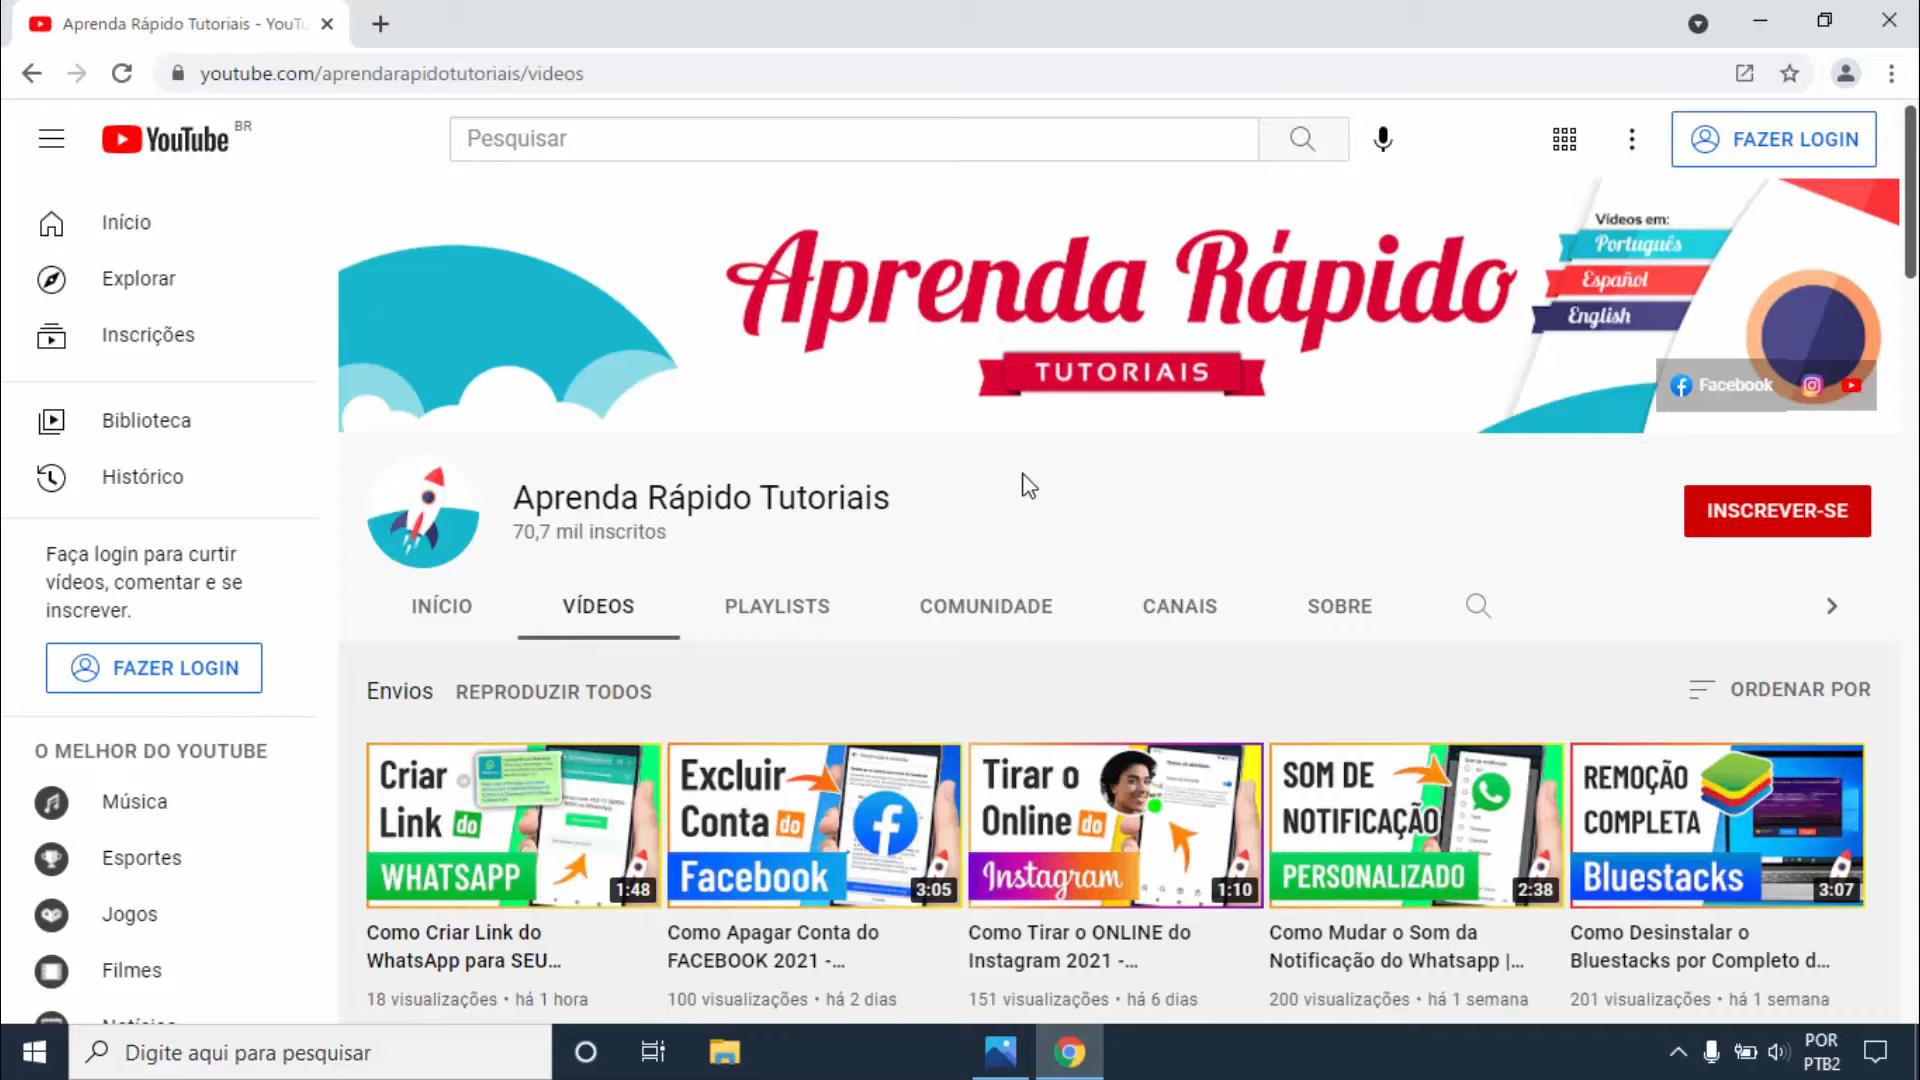 Aprenda Rápido Tutoriais - YouTu
youtube.com/aprendarapidotutoriais/videos
YouTube BR
Pesquisar
FAZER LOGIN
Início
Explorar
Inscrições
Biblioteca
Histórico
Faça login para curtir
vídeos, comentar e se
inscrever.
FAZER LOGIN
O MELHOR DO YOUTUBE
Música
Esportes
Jogos
Filmes
Notícias
Aprenda Rápido
TUTORIAIS
Vídeos em:
Português
Español
English
Facebook
Aprenda Rápido Tutoriais
70,7 mil inscritos
INSCREVER-SE
INÍCIO
VÍDEOS
PLAYLISTS
COMUNIDADE
CANAIS
SOBRE
Envios
REPRODUZIR TODOS
ORDENAR POR
Criar
Link do
WHATSAPP
1:48
Como Criar Link do
WhatsApp para SEU...
18 visualizações • há 1 hora
Excluir
Conta do
Facebook
3:05
Como Apagar Conta do
FACEBOOK 2021 -...
100 visualizações • há 2 dias
Tirar o
Online do
Instagram
1:10
Como Tirar o ONLINE do
Instagram 2021 -...
151 visualizações • há 6 dias
SOM DE
NOTIFICAÇÃO
PERSONALIZADO
2:38
Como Mudar o Som da
Notificação do Whatsapp |...
200 visualizações • há 1 semana
REMOÇÃO
COMPLETA
Bluestacks
3:07
Como Desinstalar o
Bluestacks por Completo d...
201 visualizações • há 1 semana
Digite aqui para pesquisar
POR
PTB2